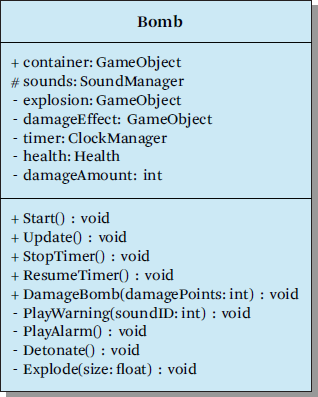 Bomb
+ container: GameObject
# sounds: SoundManager
- explosion: GameObject
- damageEffect: GameObject
- timer: ClockManager
- health: Health
- damageAmount: int
+ Start() : void
+ Update() : void
+ StopTimer() : void
+ ResumeTimer() : void
+ DamageBomb(damagePoints: int) : void
- PlayWarning(soundID: int) : void
- PlayAlarm() : void
- Detonate() : void
- Explode(size: float) : void